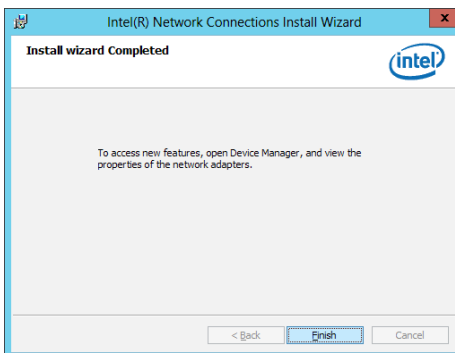 Intel(R) Network Connections Install Wizard
x
Install wizard Completed
intel
To access new features, open Device Manager, and view the
properties of the network adapters.
< Back
Finish
Cancel